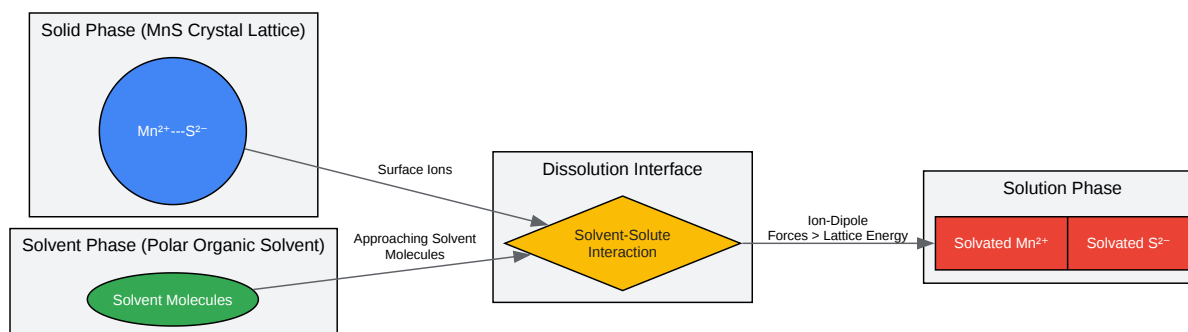 Solid Phase (MnS Crystal Lattice)
Mn²⁺---S²⁻
Surface Ions
Solvent Phase (Polar Organic Solvent)
Solvent Molecules
Approaching Solvent
Molecules
Dissolution Interface
Solvent-Solute
Interaction
Ion-Dipole
Forces > Lattice Energy
Solution Phase
Solvated Mn²⁺
Solvated S²⁻